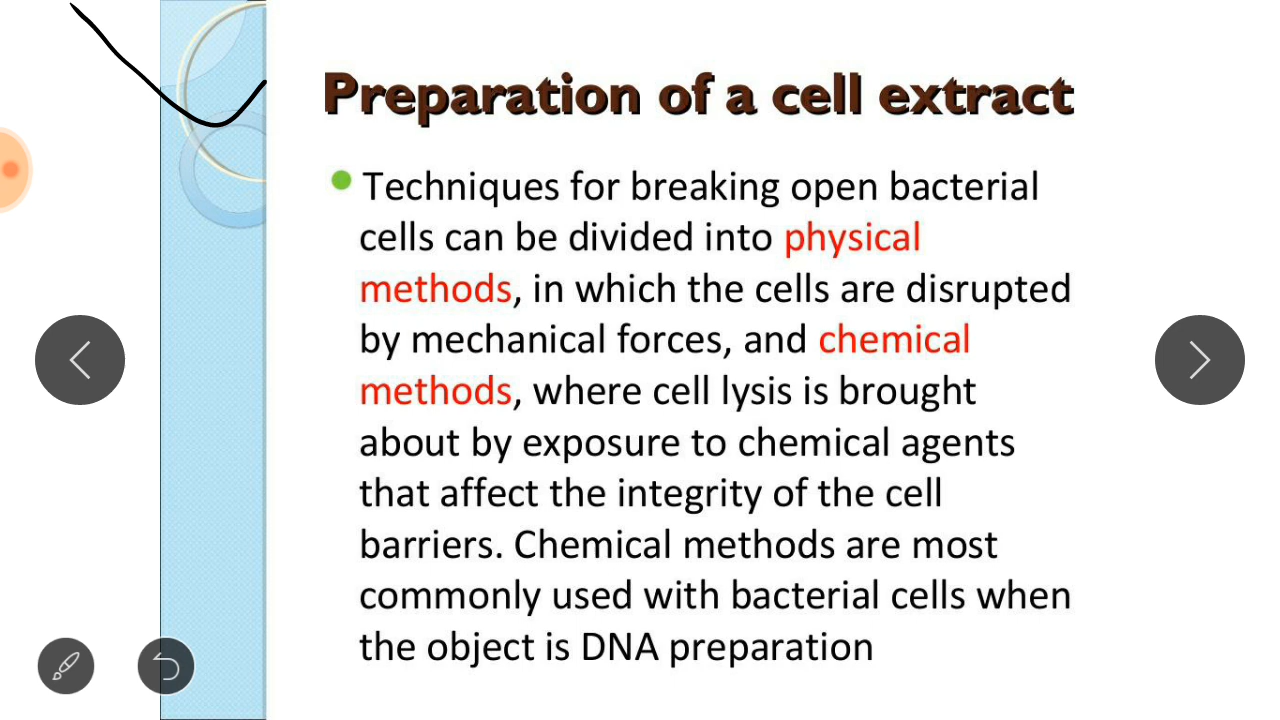 Preparation of a cell extract
Techniques for breaking open bacterial
cells can be divided into physical
methods, in which the cells are disrupted
by mechanical forces, and chemical
methods, where cell lysis is brought
about by exposure to chemical agents
that affect the integrity of the cell
barriers. Chemical methods are most
commonly used with bacterial cells when
the object is DNA preparation